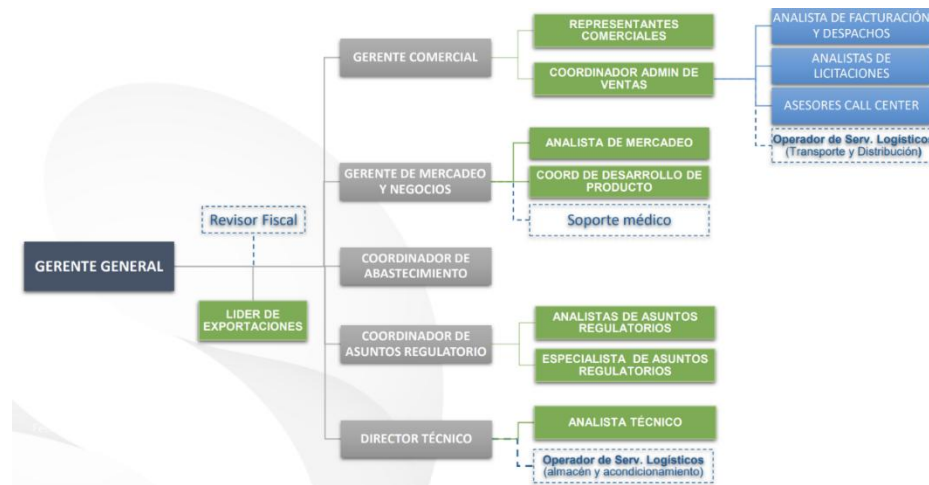 REPRESENTANTES
COMERCIALES
ANALISTA DE FACTURACIÓN
Y DESPACHOS
GERENTE COMERCIAL
COORDINADOR ADMIN DE
VENTAS
ANALISTAS DE
LICITACIONES
ASESORES CALL CENTER
Operador de Serv. Logísticos
(Transporte y Distribución)
ANALISTA DE MERCADEO
GERENTE DE MERCADEO
Y NEGOCIOS
COORD DE DESARROLLO DE
PRODUCTO
Soporte médico
Revisor Fiscal
GERENTE GENERAL
COORDINADOR DE
ABASTECIMIENTO
LIDER DE
EXPORTACIONES
ANALISTAS DE ASUNTOS
REGULATORIOS
COORDINADOR DE
ASUNTOS REGULATORIO
ESPECIALISTA DE ASUNTOS
REGULATORIOS
ANALISTA TÉCNICO
DIRECTOR TÉCNICO
Operador de Serv. Logísticos
(almacén y acondicionamiento)